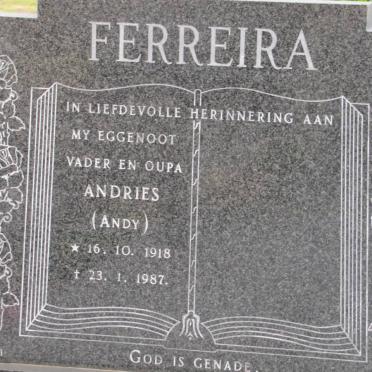 FERREIRA
IN LIEFDEVOLLE HERINNERING AAN
MY EGGENOOT
VADER EN OUPA
ANDRIES
(ANDY)
★ 16. 10. 1918
† 23. 1. 1987.
GOD IS GENADE.